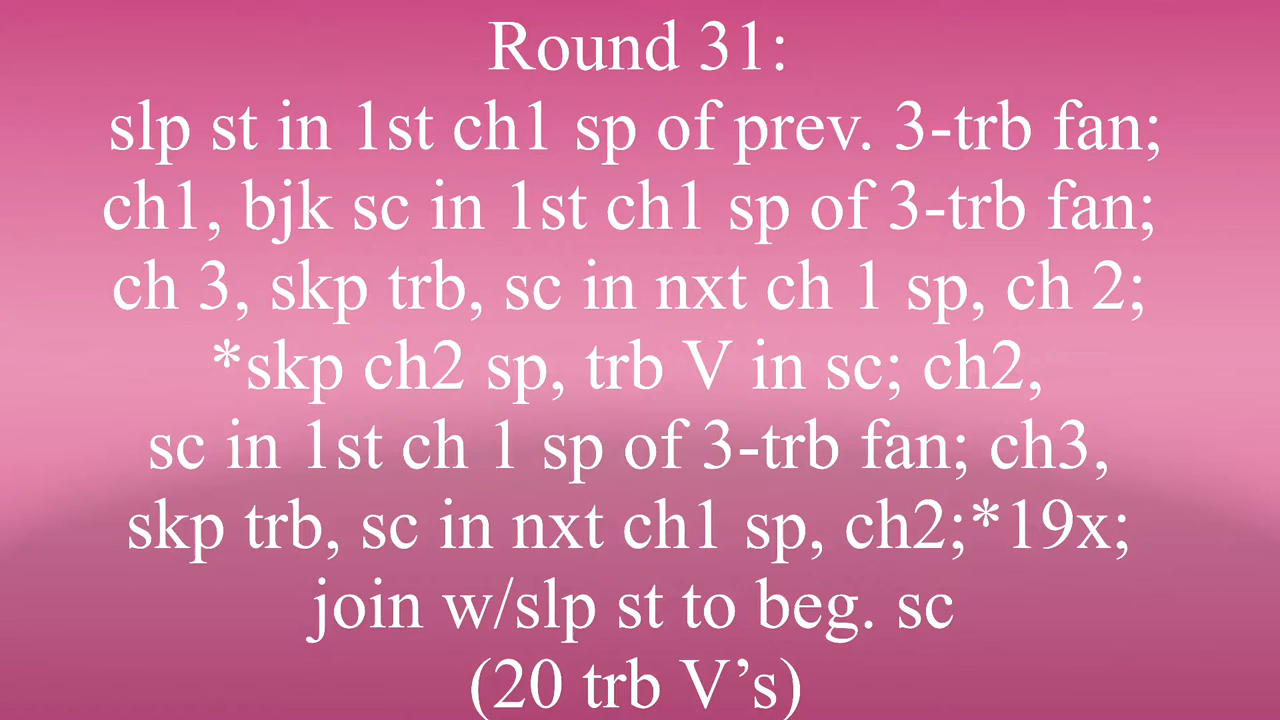 Round 31:
slp st in 1st ch1 sp of prev. 3-trb fan;
ch1, bjk sc in 1st ch1 sp of 3-trb fan;
ch 3, skp trb, sc in nxt ch 1 sp, ch 2;
*skp ch2 sp, trb V in sc; ch2,
sc in 1st ch 1 sp of 3-trb fan; ch3,
skp trb, sc in nxt ch1 sp, ch2;*19x;
join w/slp st to beg. sc
(20 trb V’s)